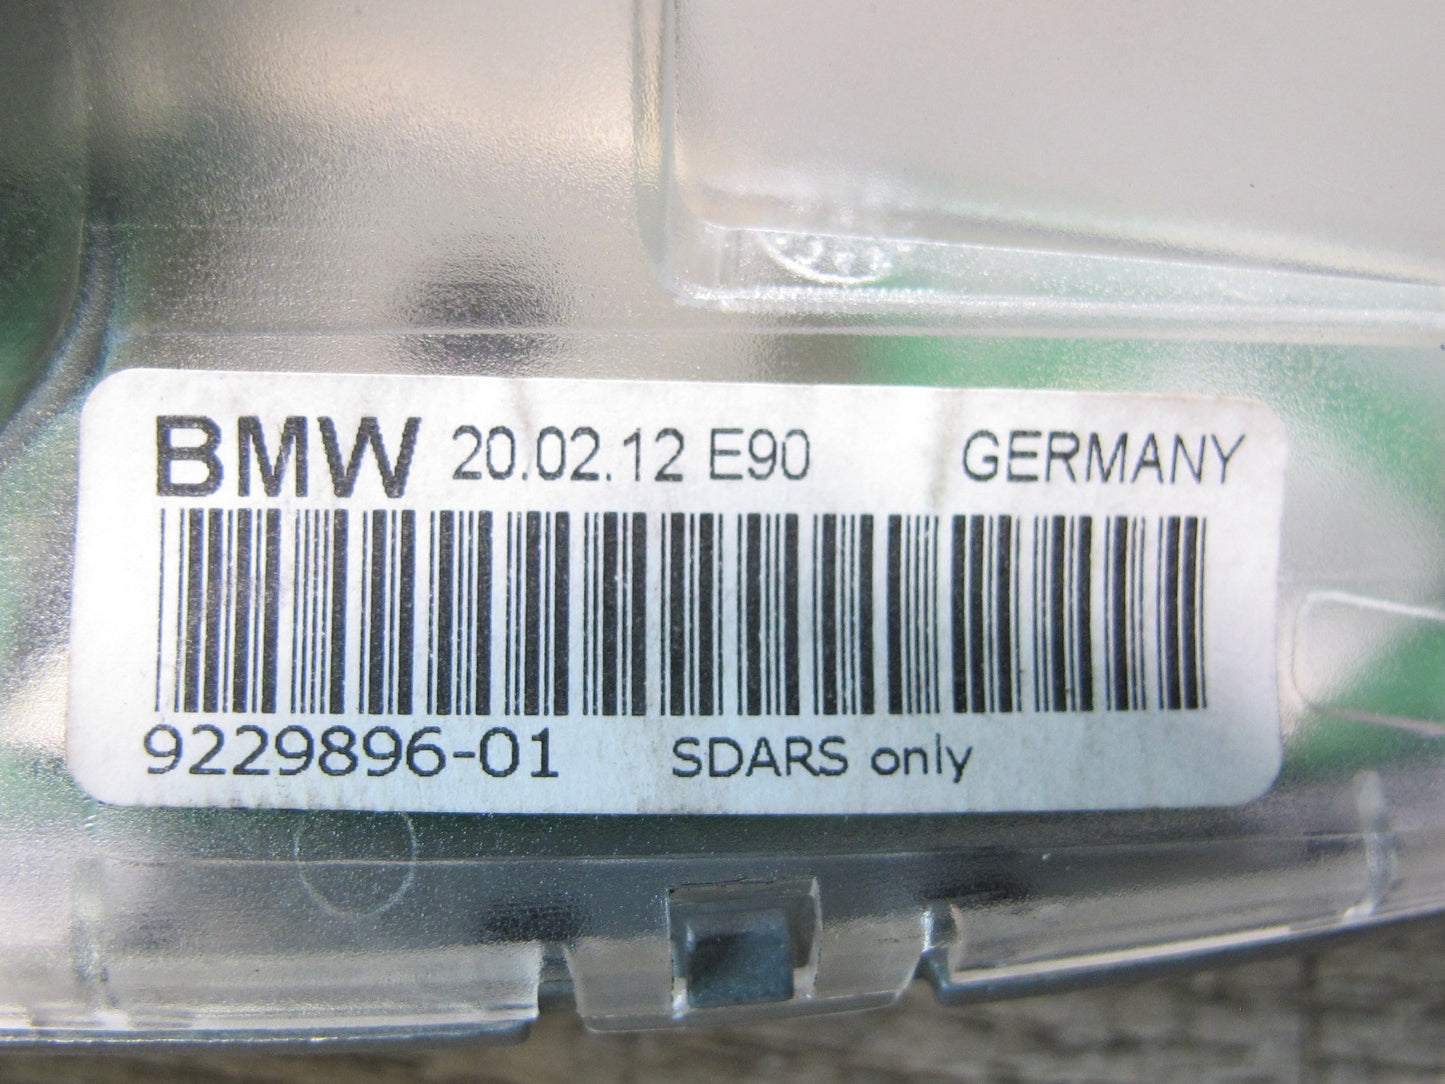 BMW 20.02.12 E90 GERMANY
9229896-01 SDARS only